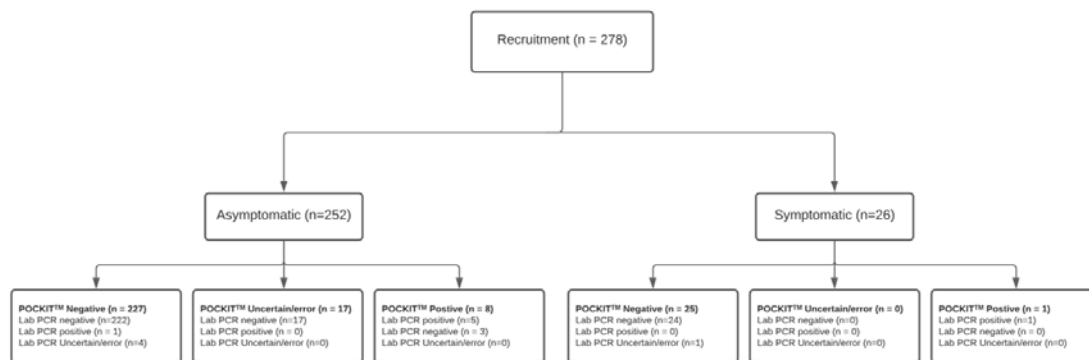 Recruitment (n = 278)
Asymptomatic (n=252)
Symptomatic (n=26)
POCKIT™ Negative (n = 227)
Lab PCR negative (n=222)
Lab PCR positive (n = 1)
Lab PCR Uncertain/error (n=4)
POCKIT™ Uncertain/error (n = 17)
Lab PCR negative (n=17)
Lab PCR positive (n = 0)
Lab PCR Uncertain/error (n=0)
POCKIT™ Postive (n = 8)
Lab PCR positive (n=5)
Lab PCR negative (n = 3)
Lab PCR Uncertain/error (n=0)
POCKIT™ Negative (n = 25)
Lab PCR negative (n=24)
Lab PCR positive (n = 0)
Lab PCR Uncertain/error (n=1)
POCKIT™ Uncertain/error (n = 0)
Lab PCR negative (n=0)
Lab PCR positive (n = 0)
Lab PCR Uncertain/error (n=0)
POCKIT™ Postive (n = 1)
Lab PCR positive (n=1)
Lab PCR negative (n = 0)
Lab PCR Uncertain/error (n=0)